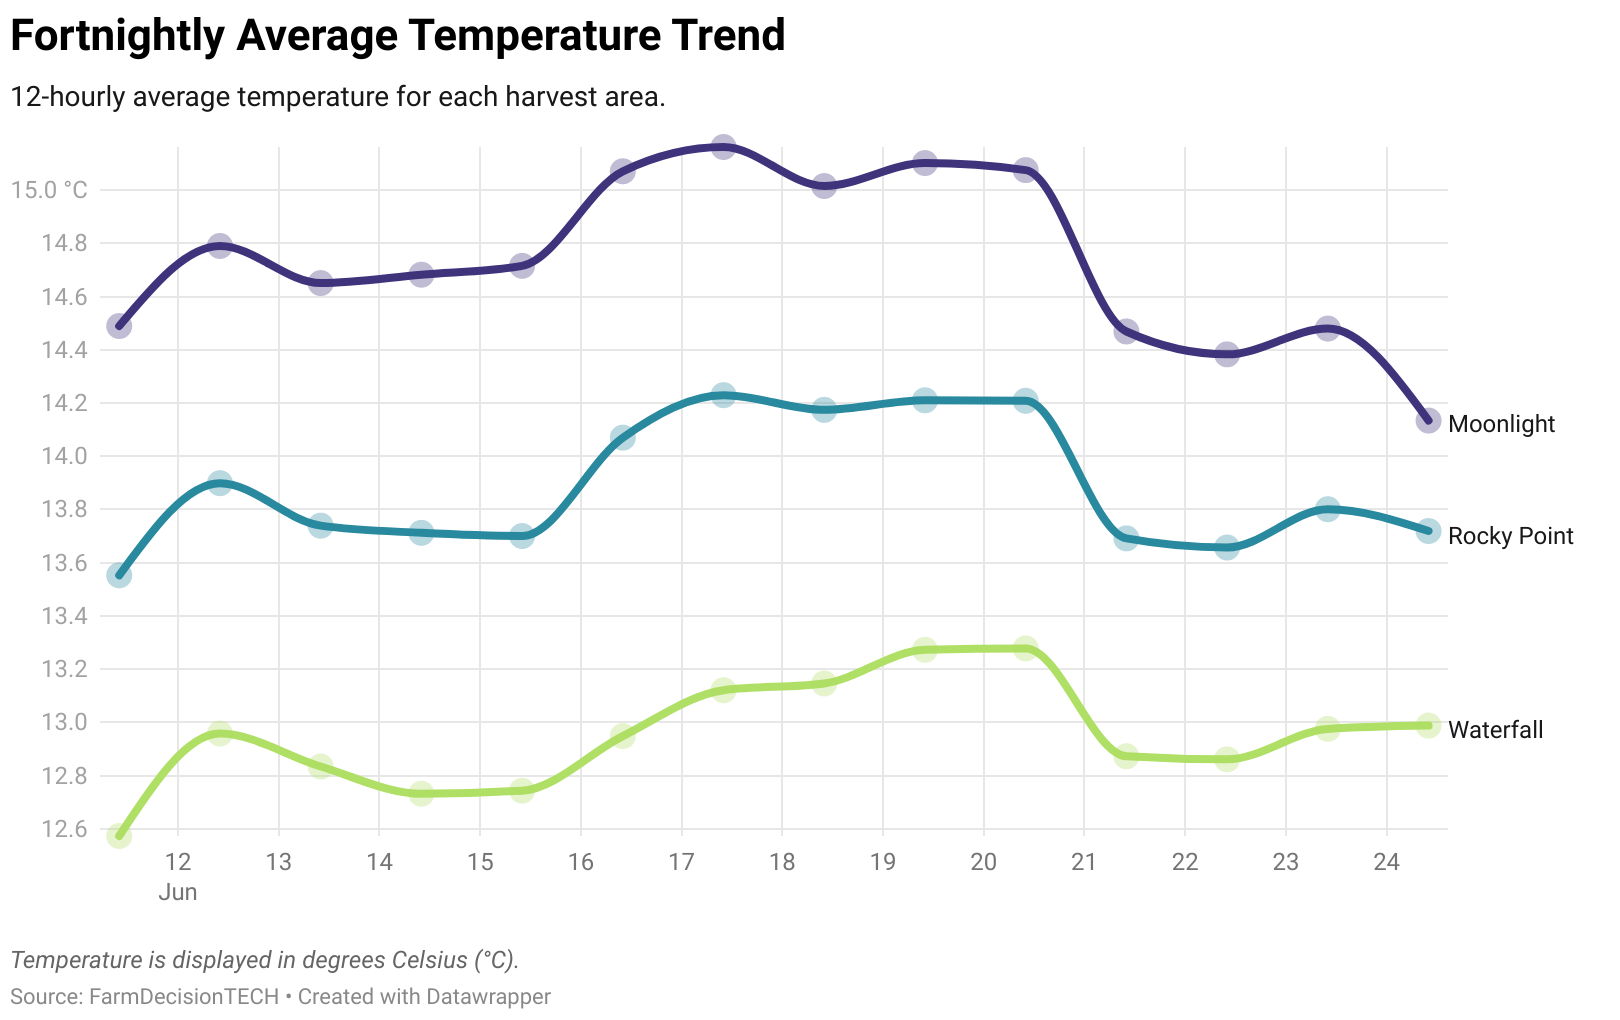 Fortnightly Average Temperature Trend
12-hourly average temperature for each harvest area.
15.0 °C
14.8
14.6
14.4
14.2
14.0
13.8
13.6
13.4
13.2
13.0
12.8
12.6
Moonlight
Rocky Point
Waterfall
12 13 14 15 16 17 18 19 20 21 22 23 24
Jun
Temperature is displayed in degrees Celsius (°C).
Source: FarmDecisionTECH • Created with Datawrapper